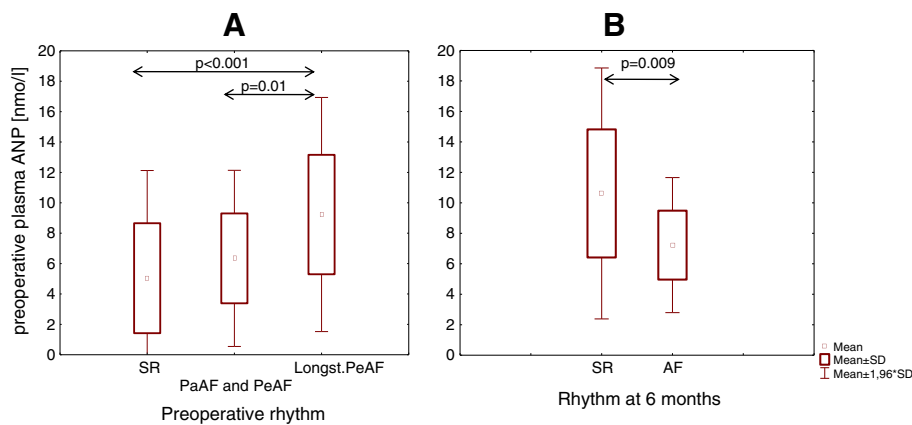 A
B
preoperative plasma ANP [nmo/l]
20
18
16
14
12
10
8
6
4
2
0
p<0.001
p=0.01
SR
PaAF and PeAF
Longst.PeAF
Preoperative rhythm
20
18
16
14
12
10
8
6
4
2
0
p=0.009
SR
AF
Rhythm at 6 months
Mean
Mean±SD
Mean±1,96*SD